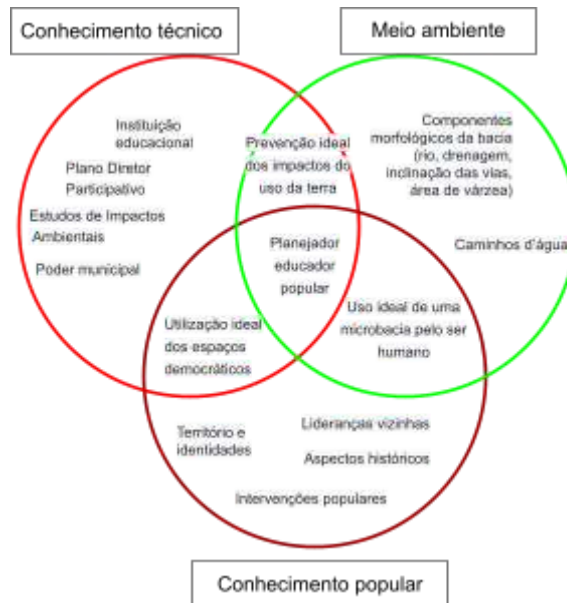 Conhecimento técnico
Meio ambiente
Instituição
educacional
Plano Diretor
Participativo
Estudos de Impactos
Ambientais
Poder municipal
Prevenção ideal
dos impactos do
uso da terra
Componentes
morfológicos da bacia
(rio, drenagem,
inclinação das vias,
área de várzea)
Caminhos d'água
Planejador
educador
popular
Utilização ideal
dos espaços
democráticos
Uso ideal de uma
microbacia pelo ser
humano
Território e
identidades
Lideranças vizinhas
Aspectos históricos
Intervenções populares
Conhecimento popular